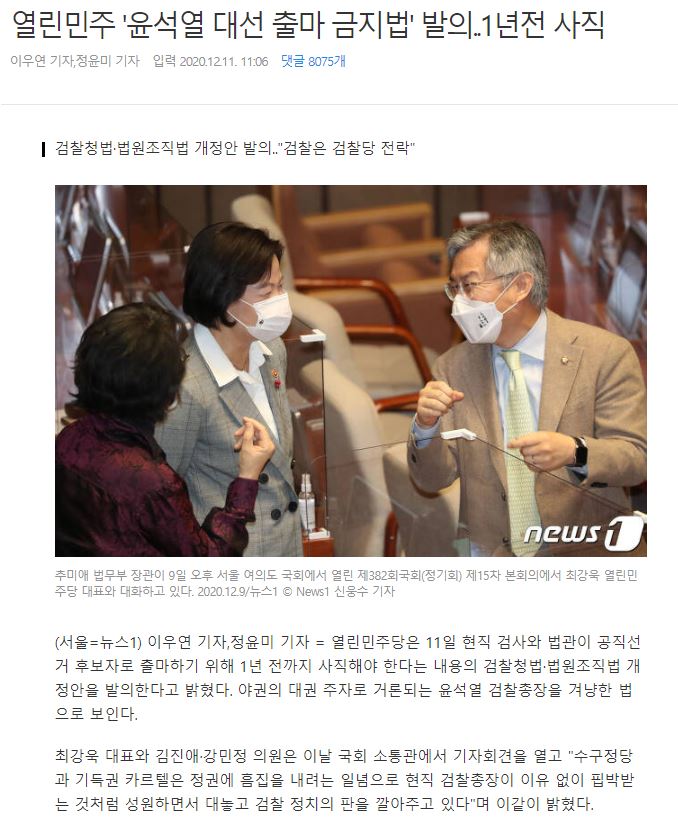 열린민주 '윤석열 대선 출마 금지법' 발의..1년전 사직
이우연 기자,정윤미 기자 입력 2020.12.11. 11:06 댓글 8075개
검찰청법·법원조직법 개정안 발의.."검찰은 검찰당 전락"
news1
추미애 법무부 장관이 9일 오후 서울 여의도 국회에서 열린 제382회국회(정기회) 제15차 본회의에서 최강욱 열린민
주당 대표와 대화하고 있다. 2020.12.9/뉴스1 © News1 신웅수 기자
(서울=뉴스1) 이우연 기자,정윤미 기자 = 열린민주당은 11일 현직 검사와 법관이 공직선
거 후보자로 출마하기 위해 1년 전까지 사직해야 한다는 내용의 검찰청법·법원조직법 개
정안을 발의한다고 밝혔다. 야권의 대권 주자로 거론되는 윤석열 검찰총장을 겨냥한 법
으로 보인다.
최강욱 대표와 김진애·강민정 의원은 이날 국회 소통관에서 기자회견을 열고 "수구정당
과 기득권 카르텔은 정권에 흠집을 내려는 일념으로 현직 검찰총장이 이유 없이 핍박받
는 것처럼 성원하면서 대놓고 검찰 정치의 판을 깔아주고 있다"며 이같이 밝혔다.